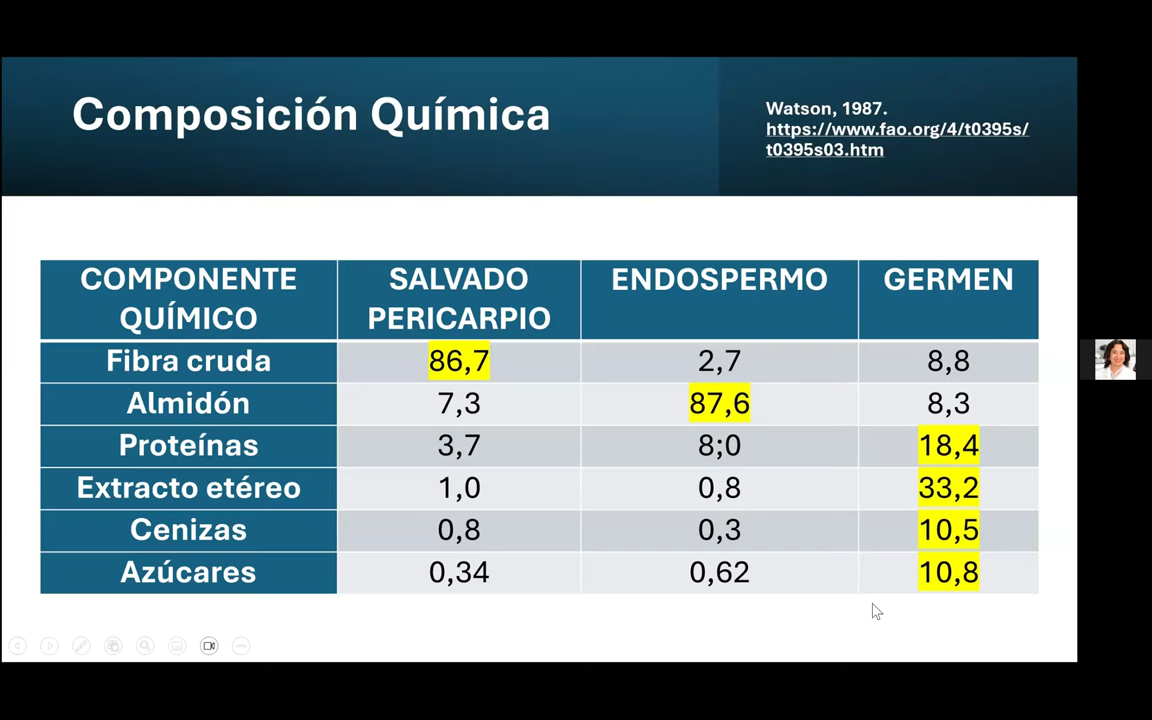 Composición Química
Watson, 1987.
https://www.fao.org/4/t0395s/
t0395s03.htm
COMPONENTE QUÍMICO SALVADO PERICARPIO ENDOSPERMO GERMEN
Fibra cruda 86,7 2,7 8,8
Almidón 7,3 87,6 8,3
Proteínas 3,7 8;0 18,4
Extracto etéreo 1,0 0,8 33,2
Cenizas 0,8 0,3 10,5
Azúcares 0,34 0,62 10,8